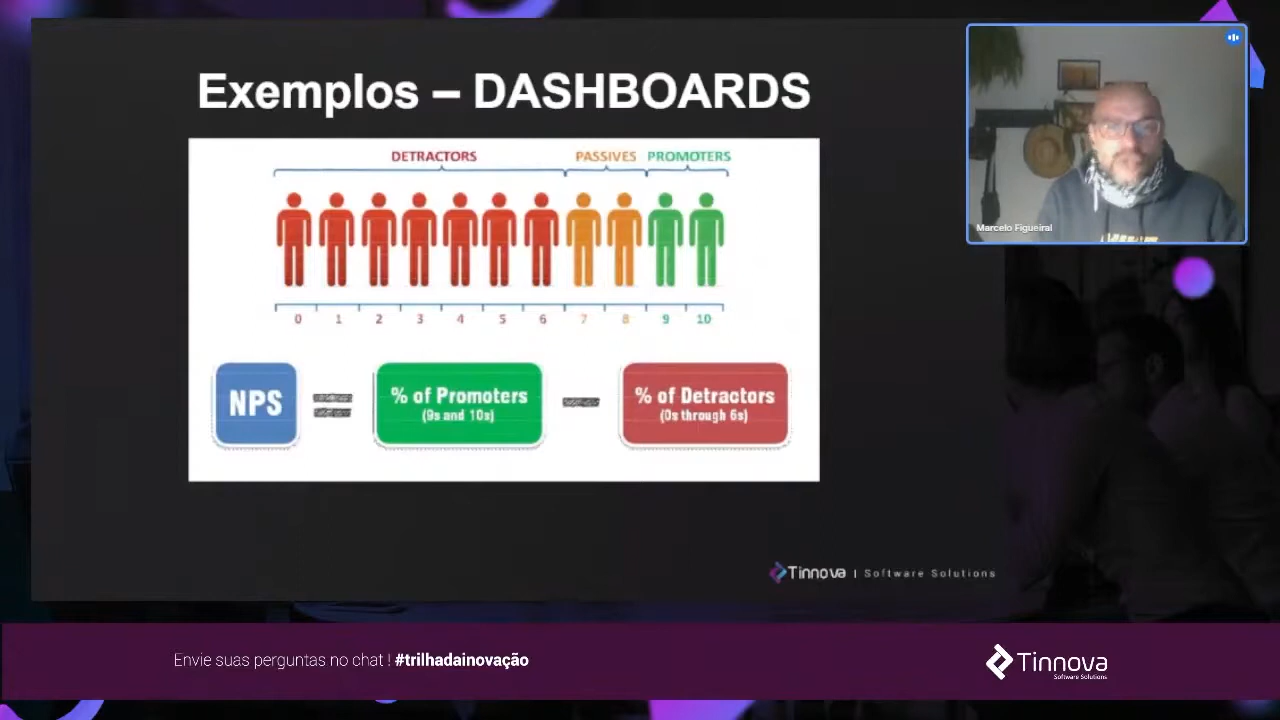 Exemplos – DASHBOARDS
DETRACTORS PASSIVES PROMOTERS
0 1 2 3 4 5 6 7 8 9 10
NPS = % of Promoters – % of Detractors
(9s and 10s) (0s through 6s)
Marcelo Figueiral
Tinnova | Software Solutions
Envie suas perguntas no chat ! #trilhadainovação
Tinnova
Software Solutions